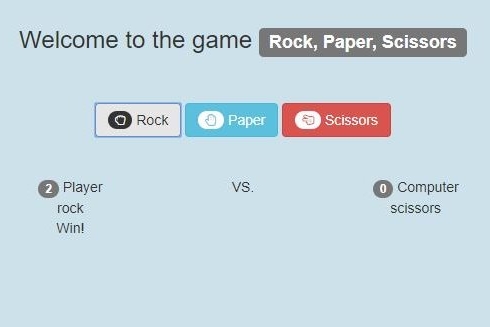 Welcome to the game Rock, Paper, Scissors
Rock Paper Scissors
2 Player VS. 0 Computer
rock scissors
Win!